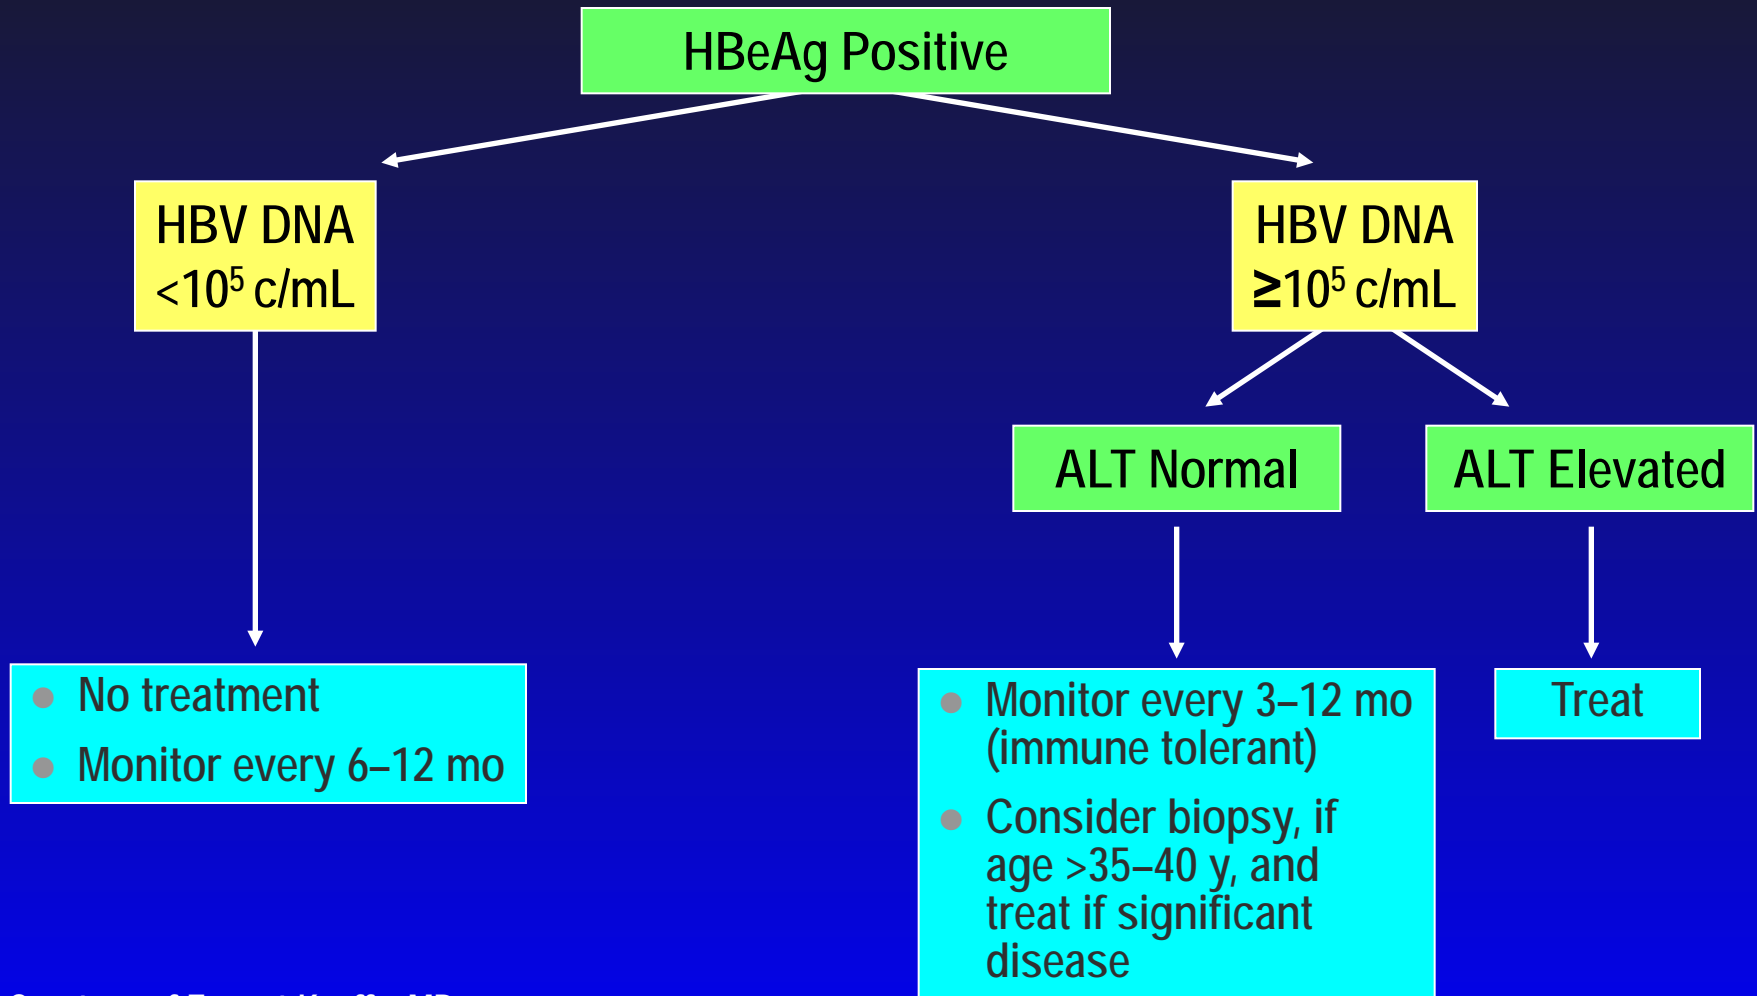 HBeAg Positive
HBV DNA
<10⁵ c/mL
HBV DNA
≥10⁵ c/mL
ALT Normal
ALT Elevated
● No treatment
● Monitor every 6–12 mo
● Monitor every 3–12 mo
(immune tolerant)
● Consider biopsy, if
age >35–40 y, and
treat if significant
disease
Treat